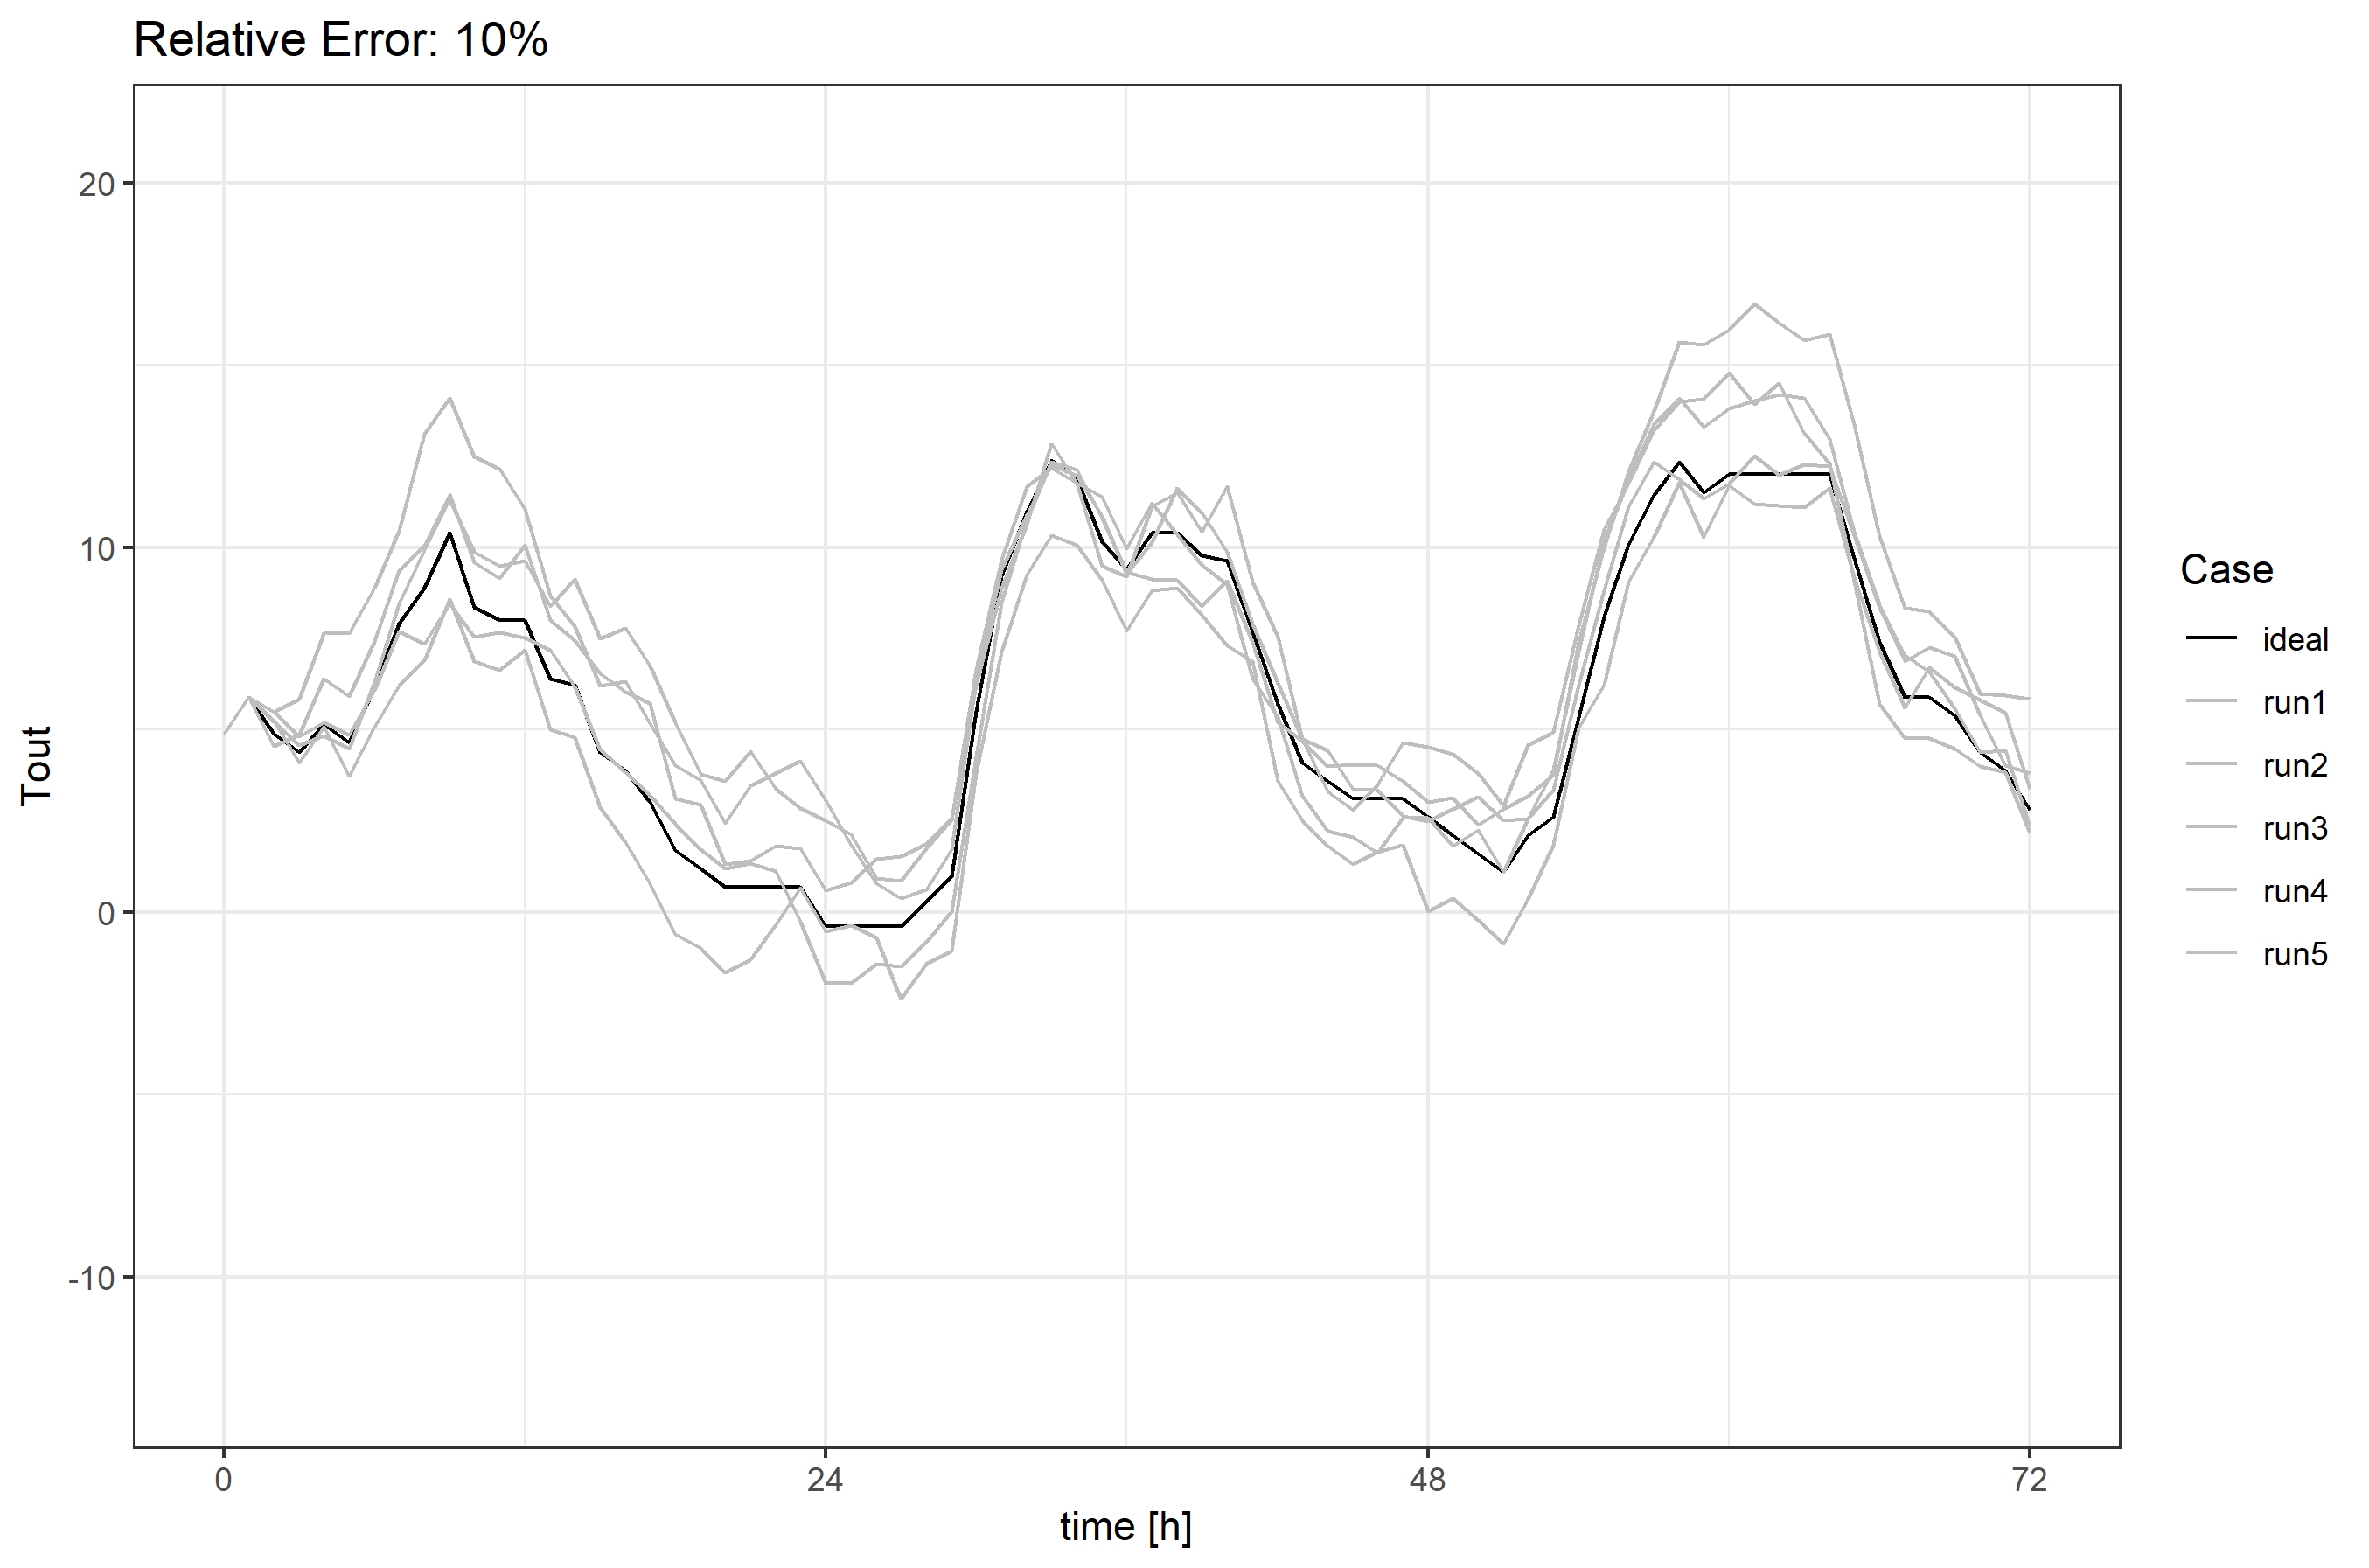 Relative Error: 10%
20
10
0
-10
Tout
0 24 48 72
time [h]
Case
ideal
run1
run2
run3
run4
run5